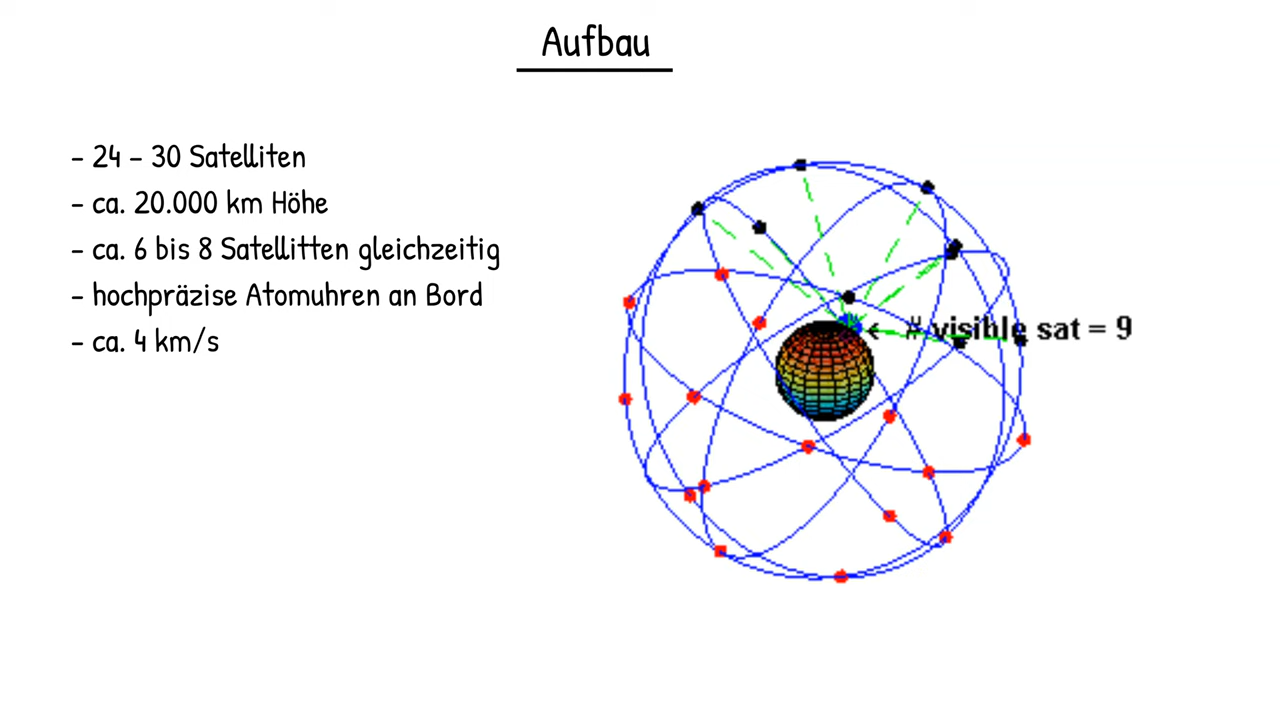 Aufbau
- 24 - 30 Satelliten
- ca. 20.000 km Höhe
- ca. 6 bis 8 Satellitten gleichzeitig
- hochpräzise Atomuhren an Bord
- ca. 4 km/s
# visible sat = 9